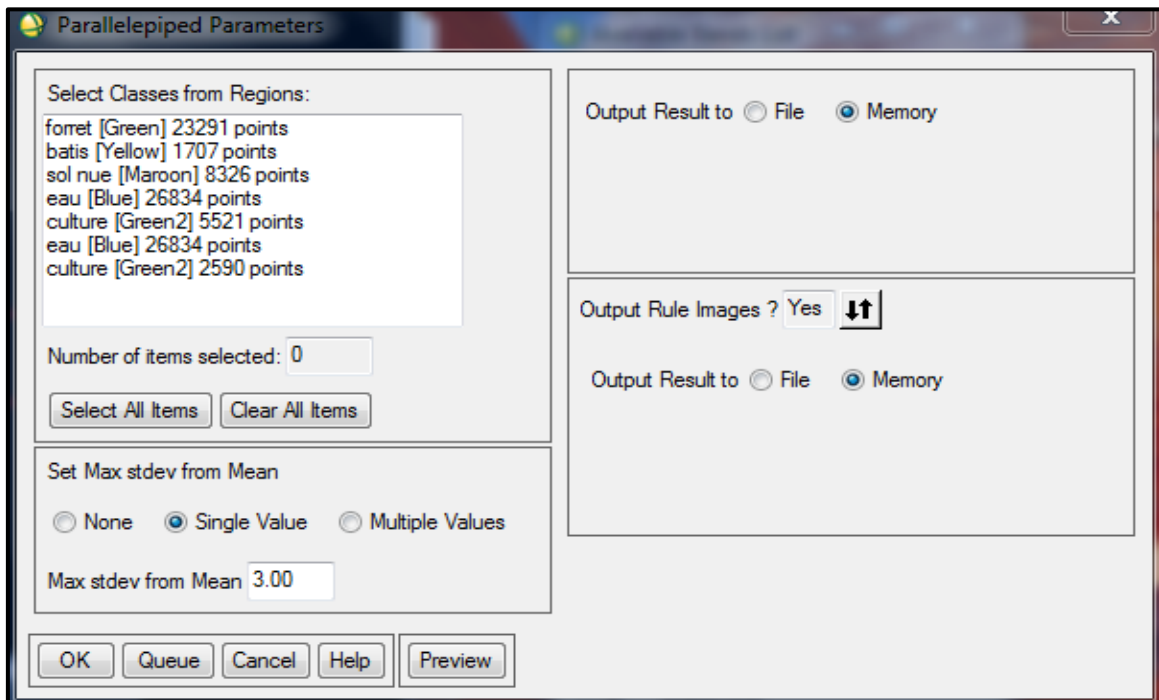 Parallelepiped Parameters
X
Select Classes from Regions:
forret [Green] 23291 points
batis [Yellow] 1707 points
sol nue [Maroon] 8326 points
eau [Blue] 26834 points
culture [Green2] 5521 points
eau [Blue] 26834 points
culture [Green2] 2590 points
Number of items selected: 0
Select All Items Clear All Items
Set Max stdev from Mean
None Single Value Multiple Values
Max stdev from Mean 3.00
Output Result to File Memory
Output Rule Images ? Yes
Output Result to File Memory
OK Queue Cancel Help Preview